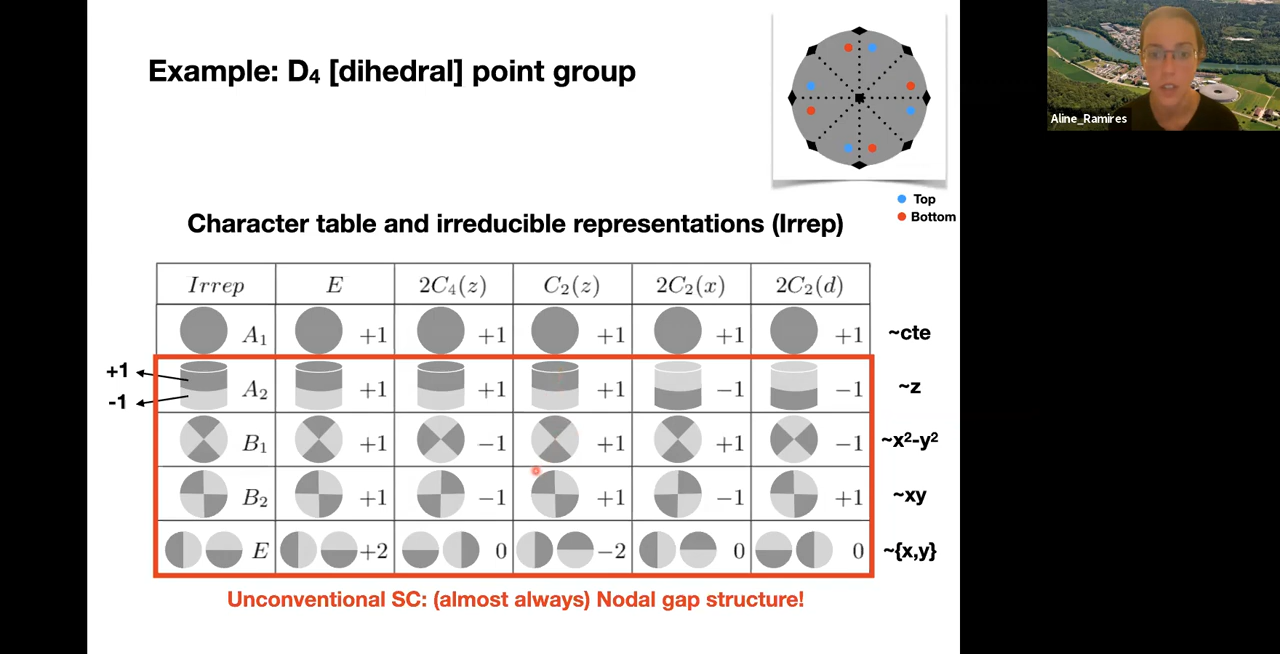 Example: D₄ [dihedral] point group
Aline_Ramires
Top
Bottom
Character table and irreducible representations (Irrep)
Irrep E 2C₄(z) C₂(z) 2C₂(x) 2C₂(d)
A₁ +1 +1 +1 +1 +1 ~cte
+1
-1
A₂ +1 +1 +1 −1 −1 ~z
B₁ +1 −1 +1 +1 −1 ~x²-y²
B₂ +1 −1 +1 −1 +1 ~xy
E +2 0 −2 0 0 ~{x,y}
Unconventional SC: (almost always) Nodal gap structure!